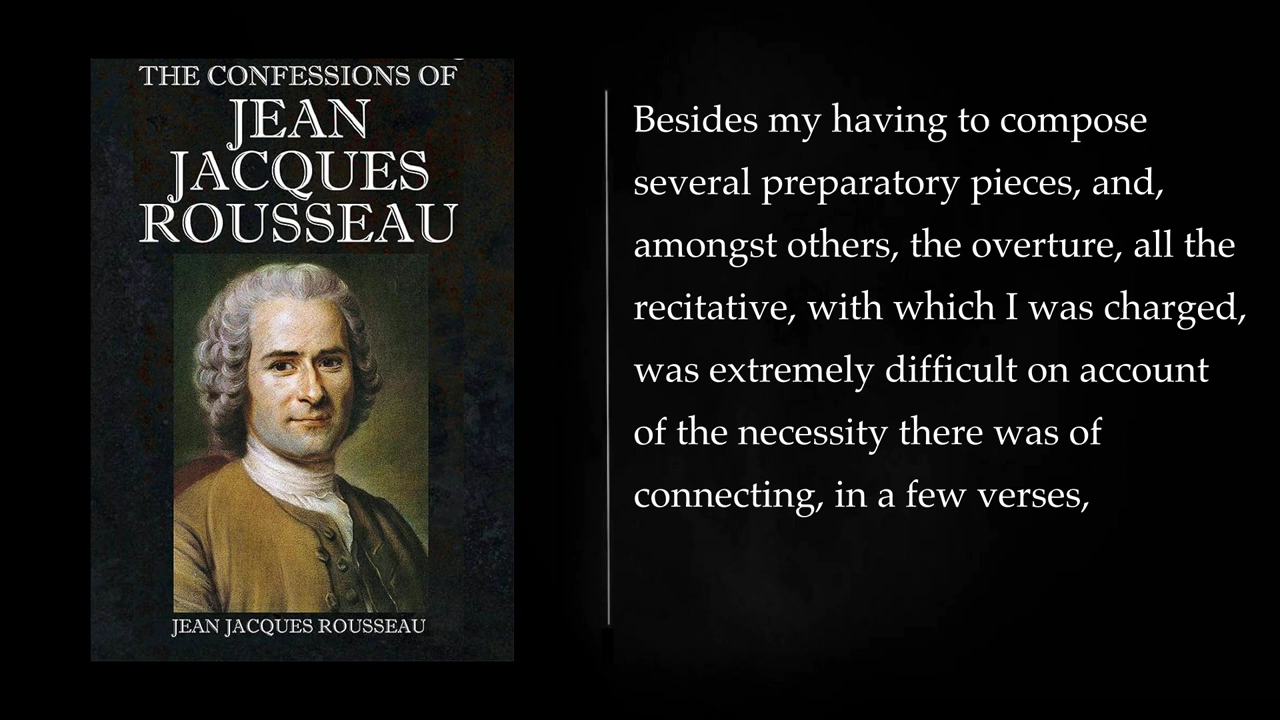 THE CONFESSIONS OF
JEAN
JACQUES
ROUSSEAU
JEAN JACQUES ROUSSEAU
Besides my having to compose
several preparatory pieces, and,
amongst others, the overture, all the
recitative, with which I was charged,
was extremely difficult on account
of the necessity there was of
connecting, in a few verses,